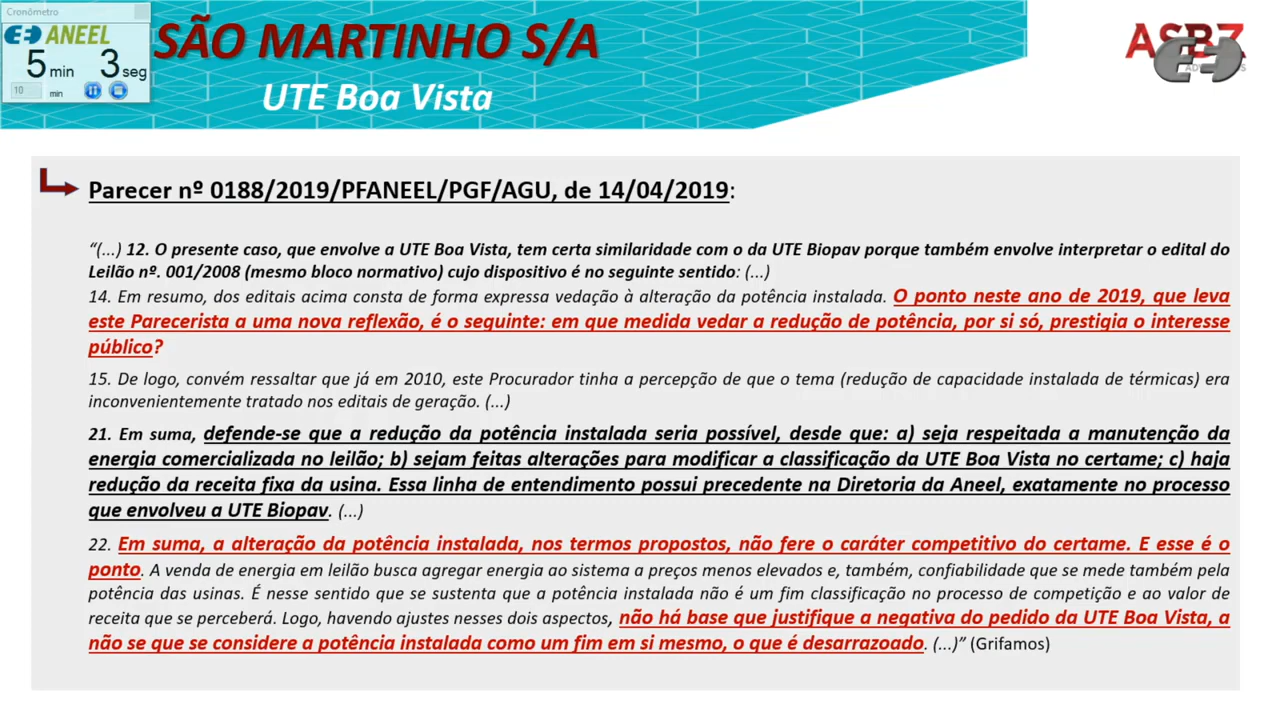 Cronômetro
ANEEL
5 min 3 seg
10 min
SÃO MARTINHO S/A
UTE Boa Vista
ASBZ
Parecer nº 0188/2019/PFANEEL/PGF/AGU, de 14/04/2019:
“(...) 12. O presente caso, que envolve a UTE Boa Vista, tem certa similaridade com o da UTE Biopav porque também envolve interpretar o edital do
Leilão nº. 001/2008 (mesmo bloco normativo) cujo dispositivo é no seguinte sentido: (...)
14. Em resumo, dos editais acima consta de forma expressa vedação à alteração da potência instalada. O ponto neste ano de 2019, que leva
este Parecerista a uma nova reflexão, é o seguinte: em que medida vedar a redução de potência, por si só, prestigia o interesse
público?
15. De logo, convém ressaltar que já em 2010, este Procurador tinha a percepção de que o tema (redução de capacidade instalada de térmicas) era
inconvenientemente tratado nos editais de geração. (...)
21. Em suma, defende-se que a redução da potência instalada seria possível, desde que: a) seja respeitada a manutenção da
energia comercializada no leilão; b) sejam feitas alterações para modificar a classificação da UTE Boa Vista no certame; c) haja
redução da receita fixa da usina. Essa linha de entendimento possui precedente na Diretoria da Aneel, exatamente no processo
que envolveu a UTE Biopav. (...)
22. Em suma, a alteração da potência instalada, nos termos propostos, não fere o caráter competitivo do certame. E esse é o
ponto. A venda de energia em leilão busca agregar energia ao sistema a preços menos elevados e, também, confiabilidade que se mede também pela
potência das usinas. É nesse sentido que se sustenta que a potência instalada não é um fim classificação no processo de competição e ao valor de
receita que se perceberá. Logo, havendo ajustes nesses dois aspectos, não há base que justifique a negativa do pedido da UTE Boa Vista, a
não se que se considere a potência instalada como um fim em si mesmo, o que é desarrazoado. (...)” (Grifamos)